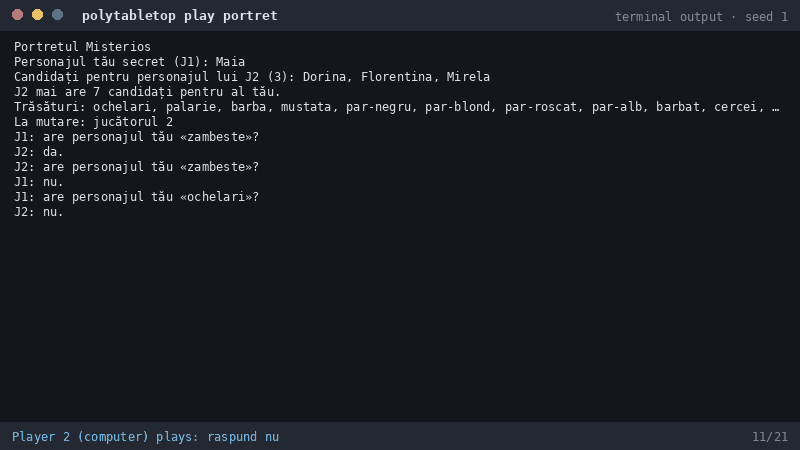 polytabletop play portret
terminal output · seed 1
Portretul Misterios
Personajul tău secret (J1): Maia
Candidați pentru personajul lui J2 (3): Dorina, Florentina, Mirela
J2 mai are 7 candidați pentru al tău.
Trăsături: ochelari, palarie, barba, mustata, par-negru, par-blond, par-roscat, par-alb, barbat, cercei, …
La mutare: jucătorul 2
J1: are personajul tău «zambeste»?
J2: da.
J2: are personajul tău «zambeste»?
J1: nu.
J1: are personajul tău «ochelari»?
J2: nu.
Player 2 (computer) plays: raspund nu
11/21